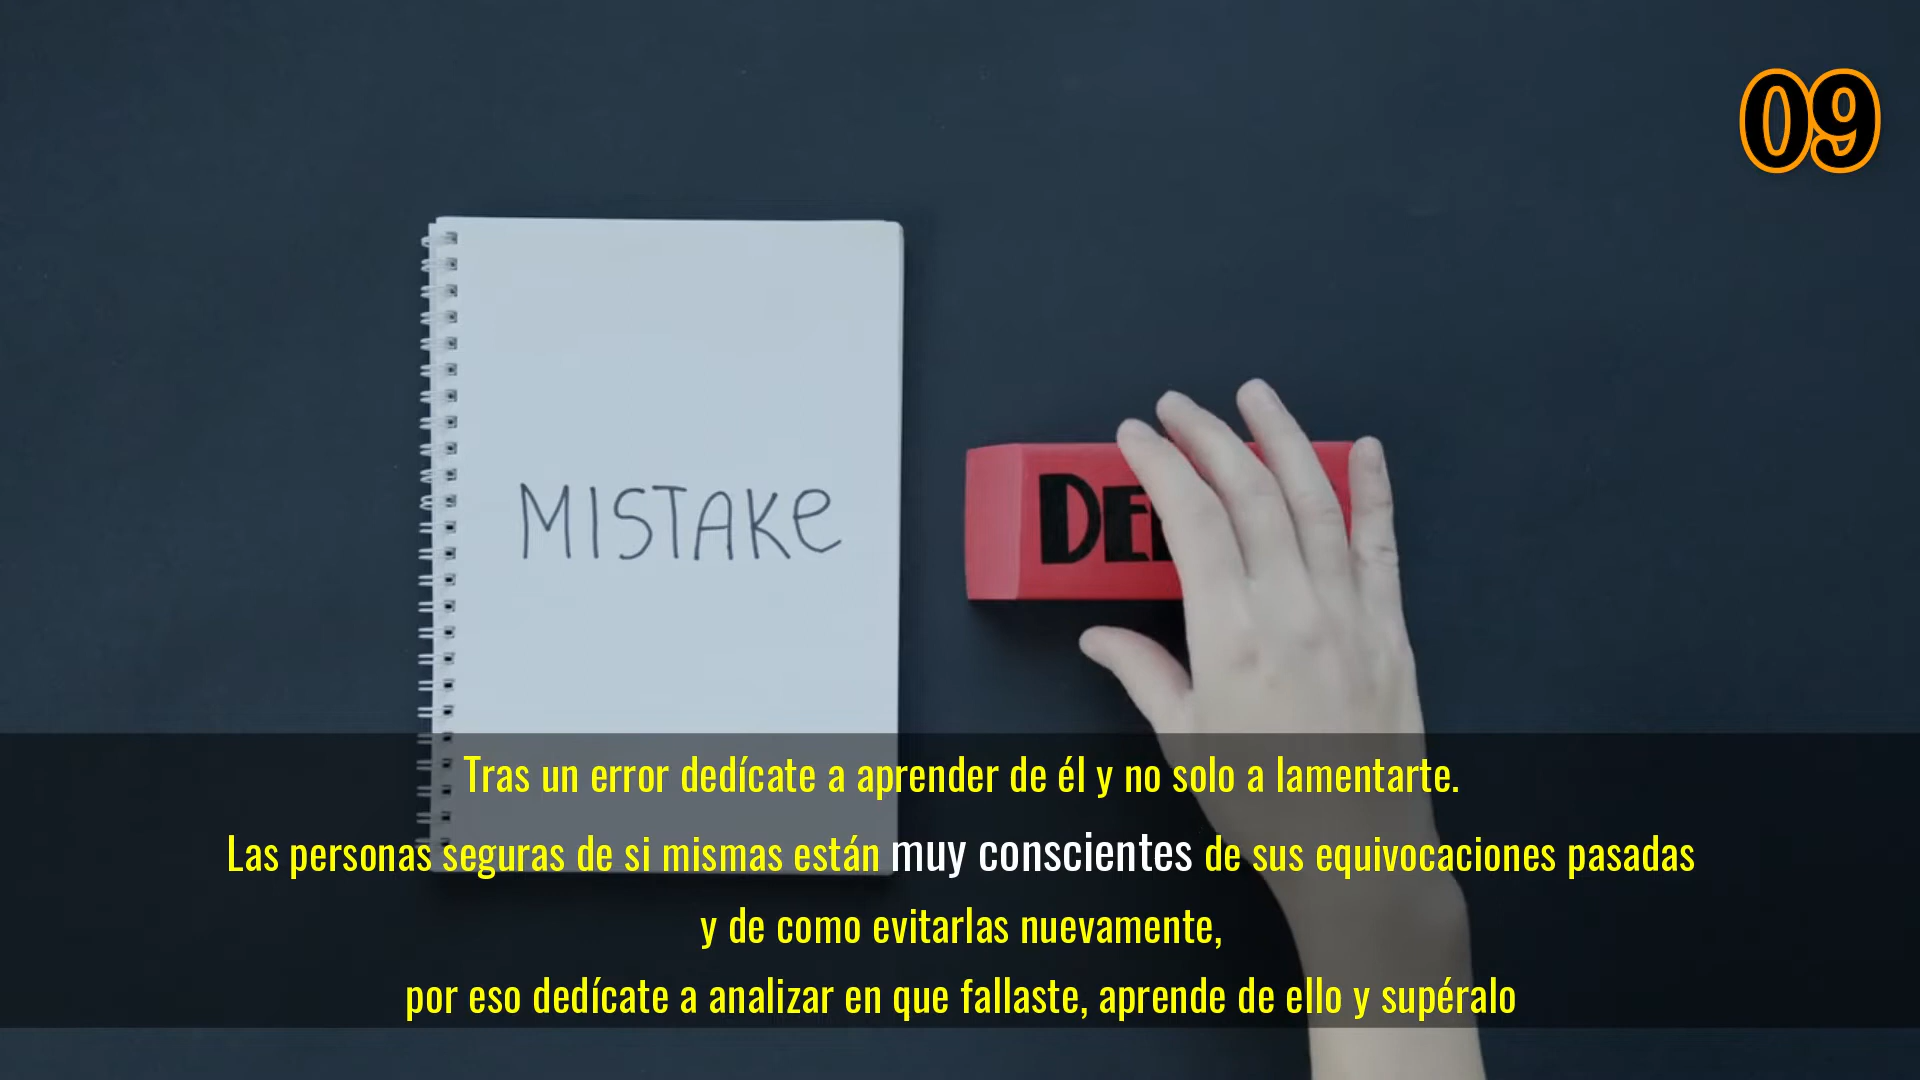 09
MISTAKE
Tras un error dedícate a aprender de él y no solo a lamentarte.
Las personas seguras de si mismas están muy conscientes de sus equivocaciones pasadas
y de como evitarlas nuevamente,
por eso dedícate a analizar en que fallaste, aprende de ello y supéralo